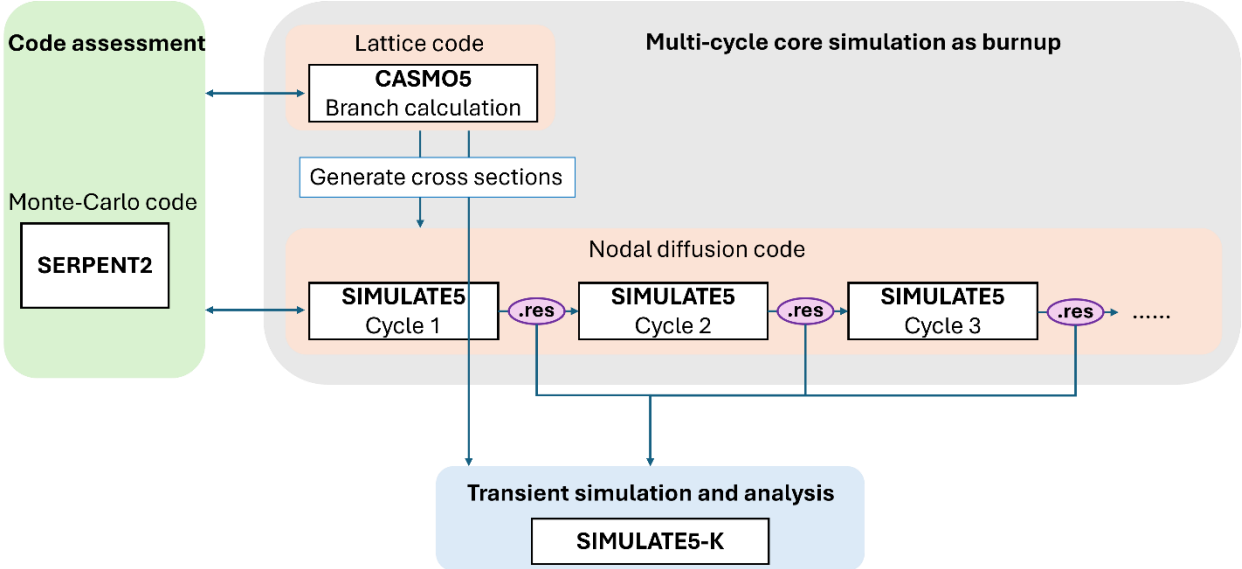 Code assessment
Monte-Carlo code
SERPENT2
Multi-cycle core simulation as burnup
Lattice code
CASMO5
Branch calculation
Generate cross sections
Nodal diffusion code
SIMULATE5
Cycle 1
.res
SIMULATE5
Cycle 2
.res
SIMULATE5
Cycle 3
.res
......
Transient simulation and analysis
SIMULATE5-K